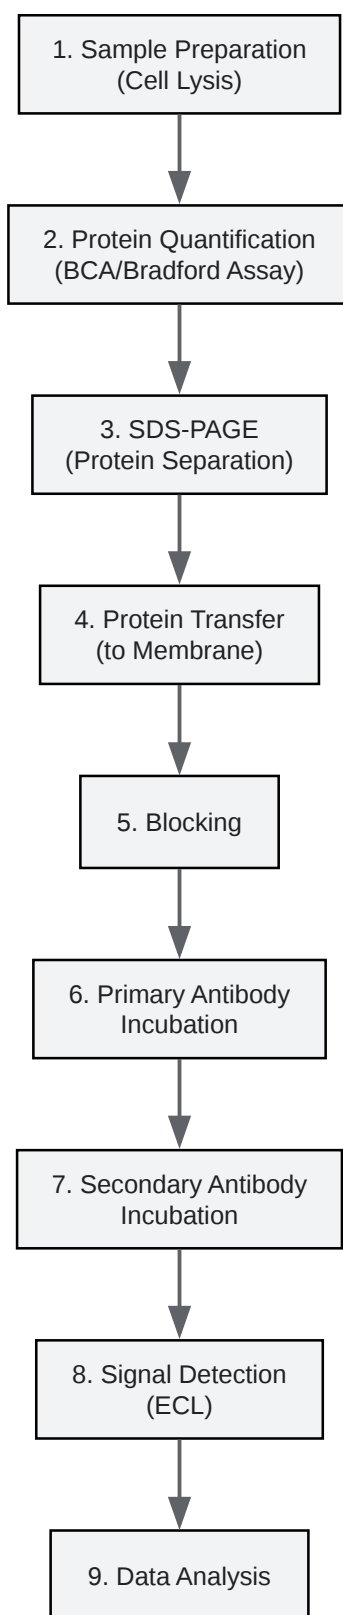 1. Sample Preparation
(Cell Lysis)
2. Protein Quantification
(BCA/Bradford Assay)
3. SDS-PAGE
(Protein Separation)
4. Protein Transfer
(to Membrane)
5. Blocking
6. Primary Antibody
Incubation
7. Secondary Antibody
Incubation
8. Signal Detection
(ECL)
9. Data Analysis